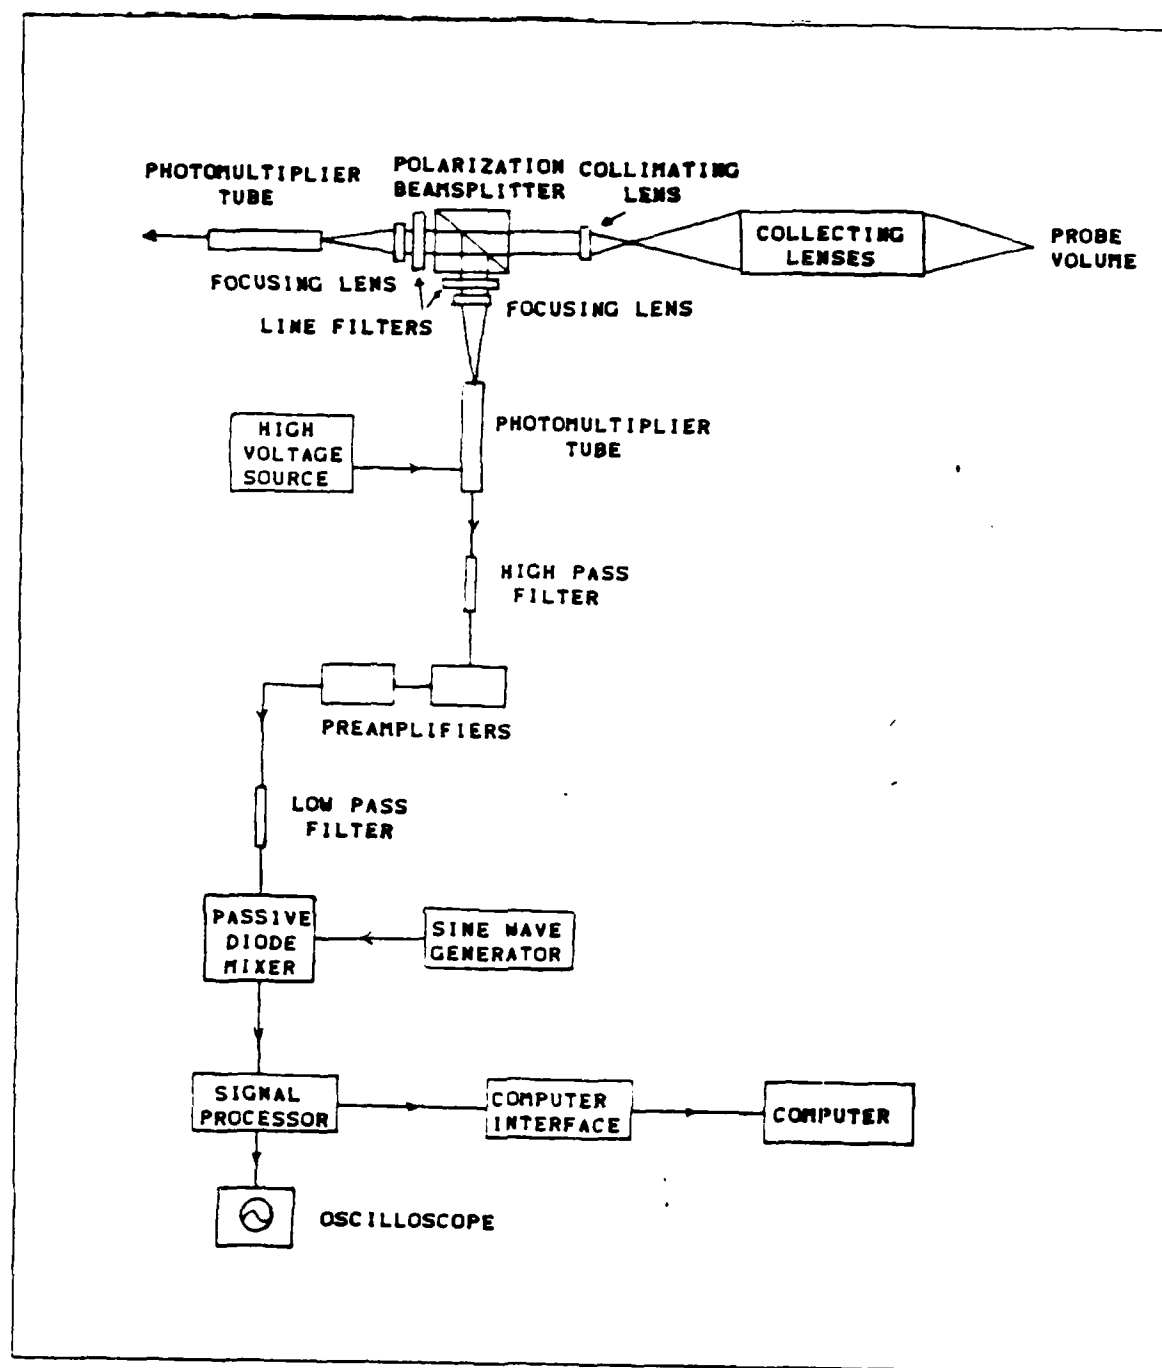 PHOTOMULTIPLIER
TUBE
POLARIZATION
BEAMSPLITTER
COLLIMATING
LENS
COLLECTING
LENSES
PROBE
VOLUME
FOCUSING LENS
LINE FILTERS
FOCUSING LENS
HIGH
VOLTAGE
SOURCE
PHOTOMULTIPLIER
TUBE
HIGH PASS
FILTER
PREAMPLIFIERS
LOW PASS
FILTER
PASSIVE
DIODE
MIXER
SINE WAVE
GENERATOR
SIGNAL
PROCESSOR
COMPUTER
INTERFACE
COMPUTER
OSCILLOSCOPE